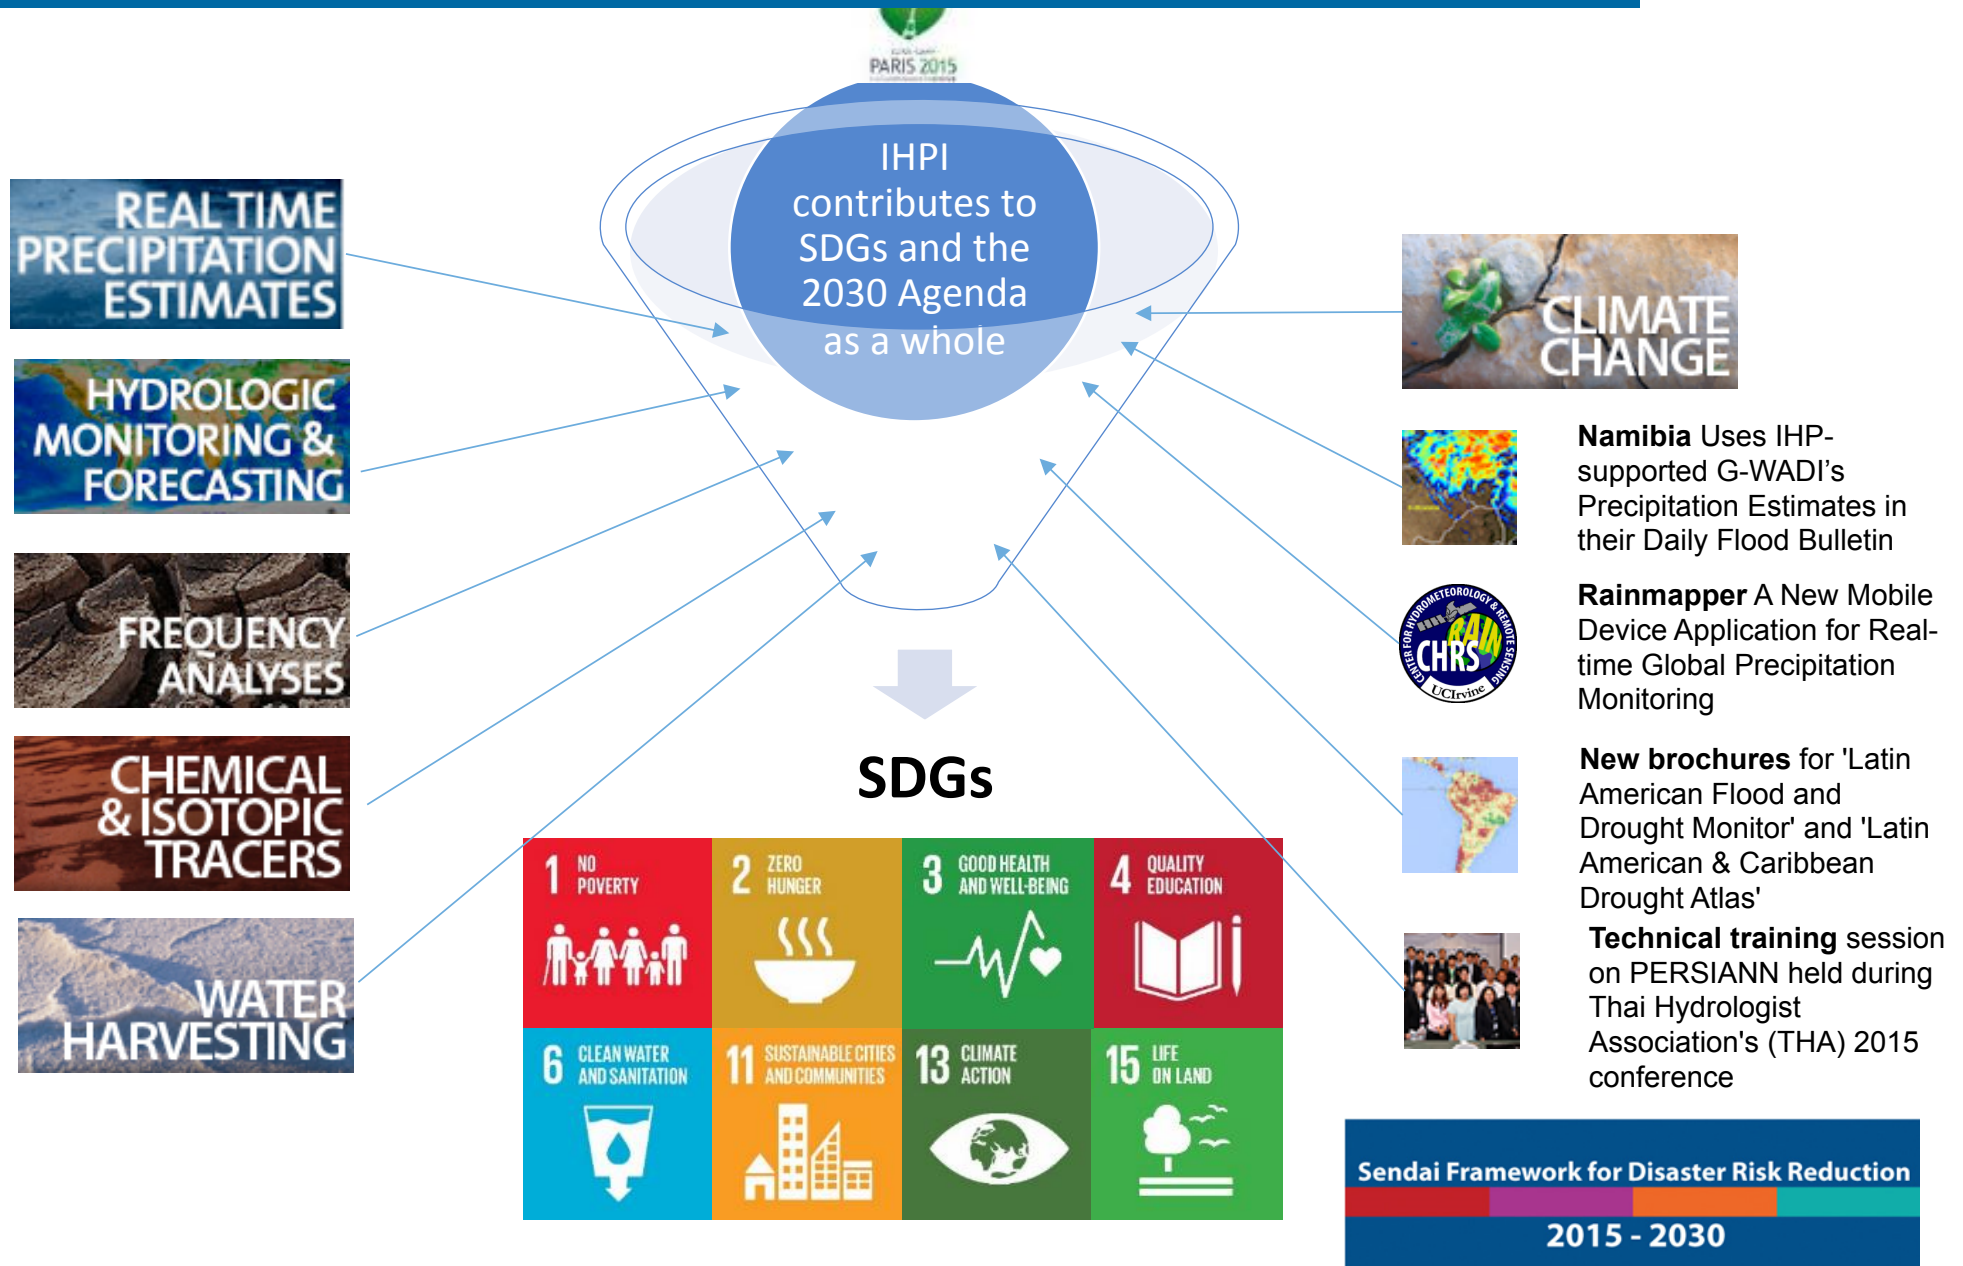 PARIS 2015
IHPI
contributes to
SDGs and the
2030 Agenda
as a whole
REAL TIME
PRECIPITATION
ESTIMATES
HYDROLOGIC
MONITORING &
FORECASTING
FREQUENCY
ANALYSES
CHEMICAL
& ISOTOPIC
TRACERS
WATER
HARVESTING
CLIMATE
CHANGE
Namibia Uses IHP-
supported G-WADI’s
Precipitation Estimates in
their Daily Flood Bulletin
CENTER FOR HYDROMETEOROLOGY & REMOTE SENSING
RAIN
CHRS
UCIrvine
Rainmapper A New Mobile
Device Application for Real-
time Global Precipitation
Monitoring
New brochures for 'Latin
American Flood and
Drought Monitor' and 'Latin
American & Caribbean
Drought Atlas'
Technical training session
on PERSIANN held during
Thai Hydrologist
Association's (THA) 2015
conference
SDGs
1 NO
POVERTY
2 ZERO
HUNGER
3 GOOD HEALTH
AND WELL-BEING
4 QUALITY
EDUCATION
6 CLEAN WATER
AND SANITATION
11 SUSTAINABLE CITIES
AND COMMUNITIES
13 CLIMATE
ACTION
15 LIFE
ON LAND
Sendai Framework for Disaster Risk Reduction
2015 - 2030